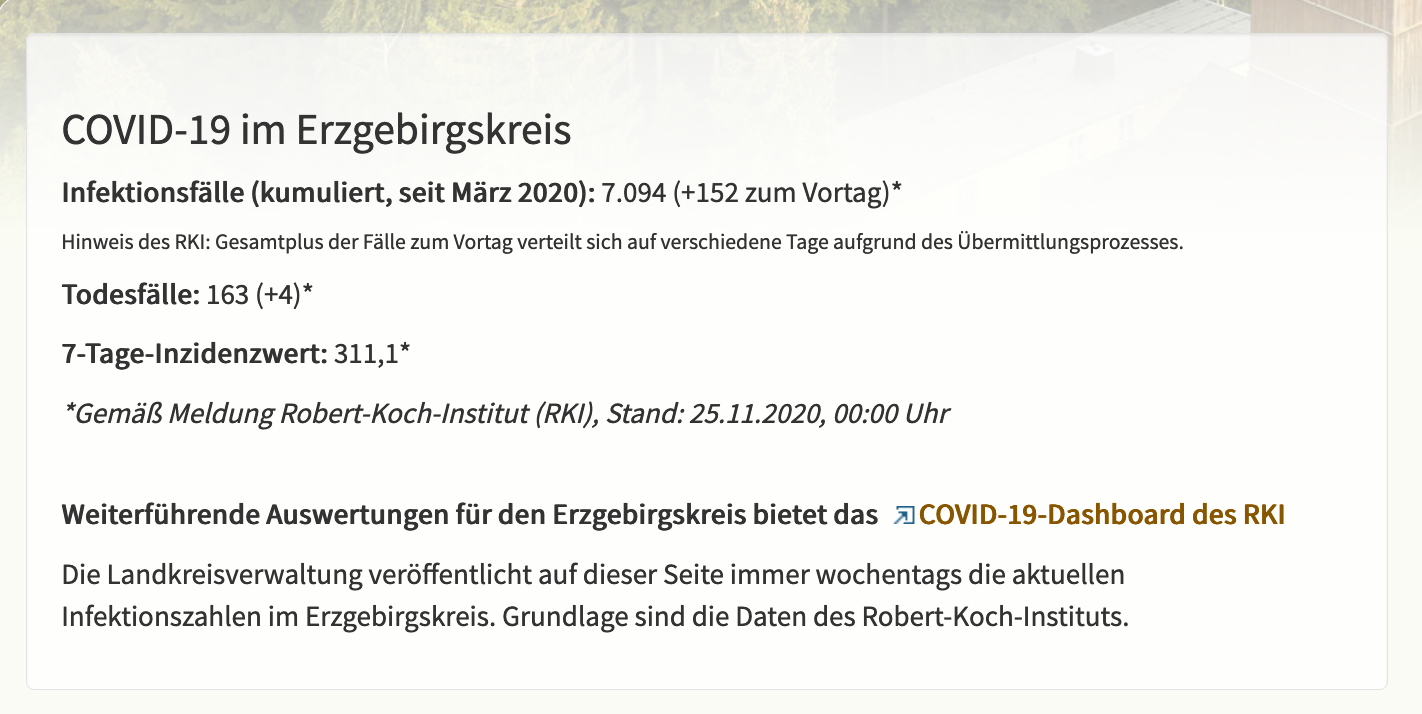 COVID-19 im Erzgebirgskreis
Infektionsfälle (kumuliert, seit März 2020): 7.094 (+152 zum Vortag)*
Hinweis des RKI: Gesamtplus der Fälle zum Vortag verteilt sich auf verschiedene Tage aufgrund des Übermittlungsprozesses.
Todesfälle: 163 (+4)*
7-Tage-Inzidenzwert: 311,1*
*Gemäß Meldung Robert-Koch-Institut (RKI), Stand: 25.11.2020, 00:00 Uhr
Weiterführende Auswertungen für den Erzgebirgskreis bietet das COVID-19-Dashboard des RKI
Die Landkreisverwaltung veröffentlicht auf dieser Seite immer wochentags die aktuellen
Infektionszahlen im Erzgebirgskreis. Grundlage sind die Daten des Robert-Koch-Instituts.